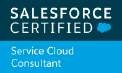 SALESFORCE
CERTIFIED
Service Cloud
Consultant